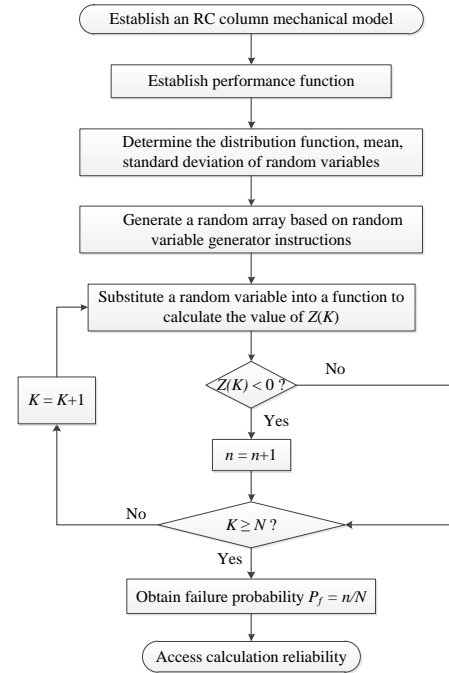 Establish an RC column mechanical model
Establish performance function
Determine the distribution function, mean,
standard deviation of random variables
Generate a random array based on random
variable generator instructions
Substitute a random variable into a function to
calculate the value of Z(K)
Z(K) < 0 ?
No
Yes
K = K+1
n = n+1
No
K ≥ N ?
Yes
Obtain failure probability P_f = n/N
Access calculation reliability